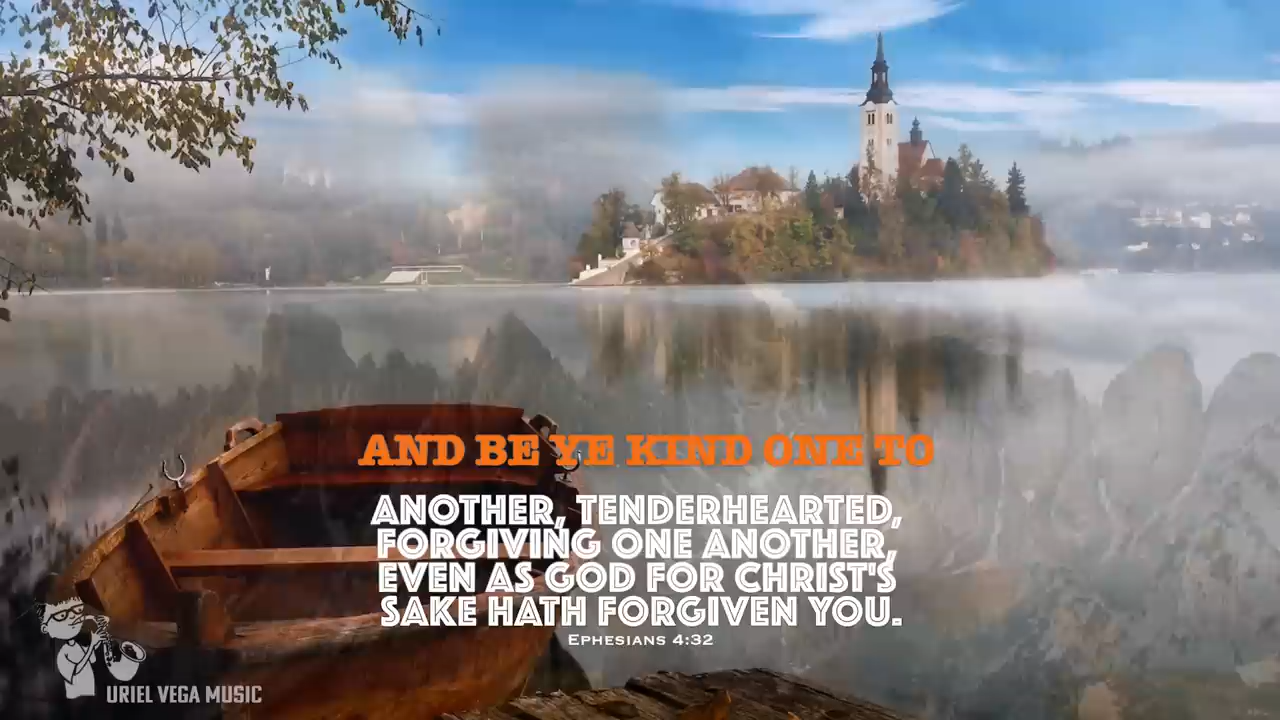 AND BE YE KIND ONE TO
ANOTHER, TENDERHEARTED,
FORGIVING ONE ANOTHER,
EVEN AS GOD FOR CHRIST'S
SAKE HATH FORGIVEN YOU.
EPHESIANS 4:32
URIEL VEGA MUSIC